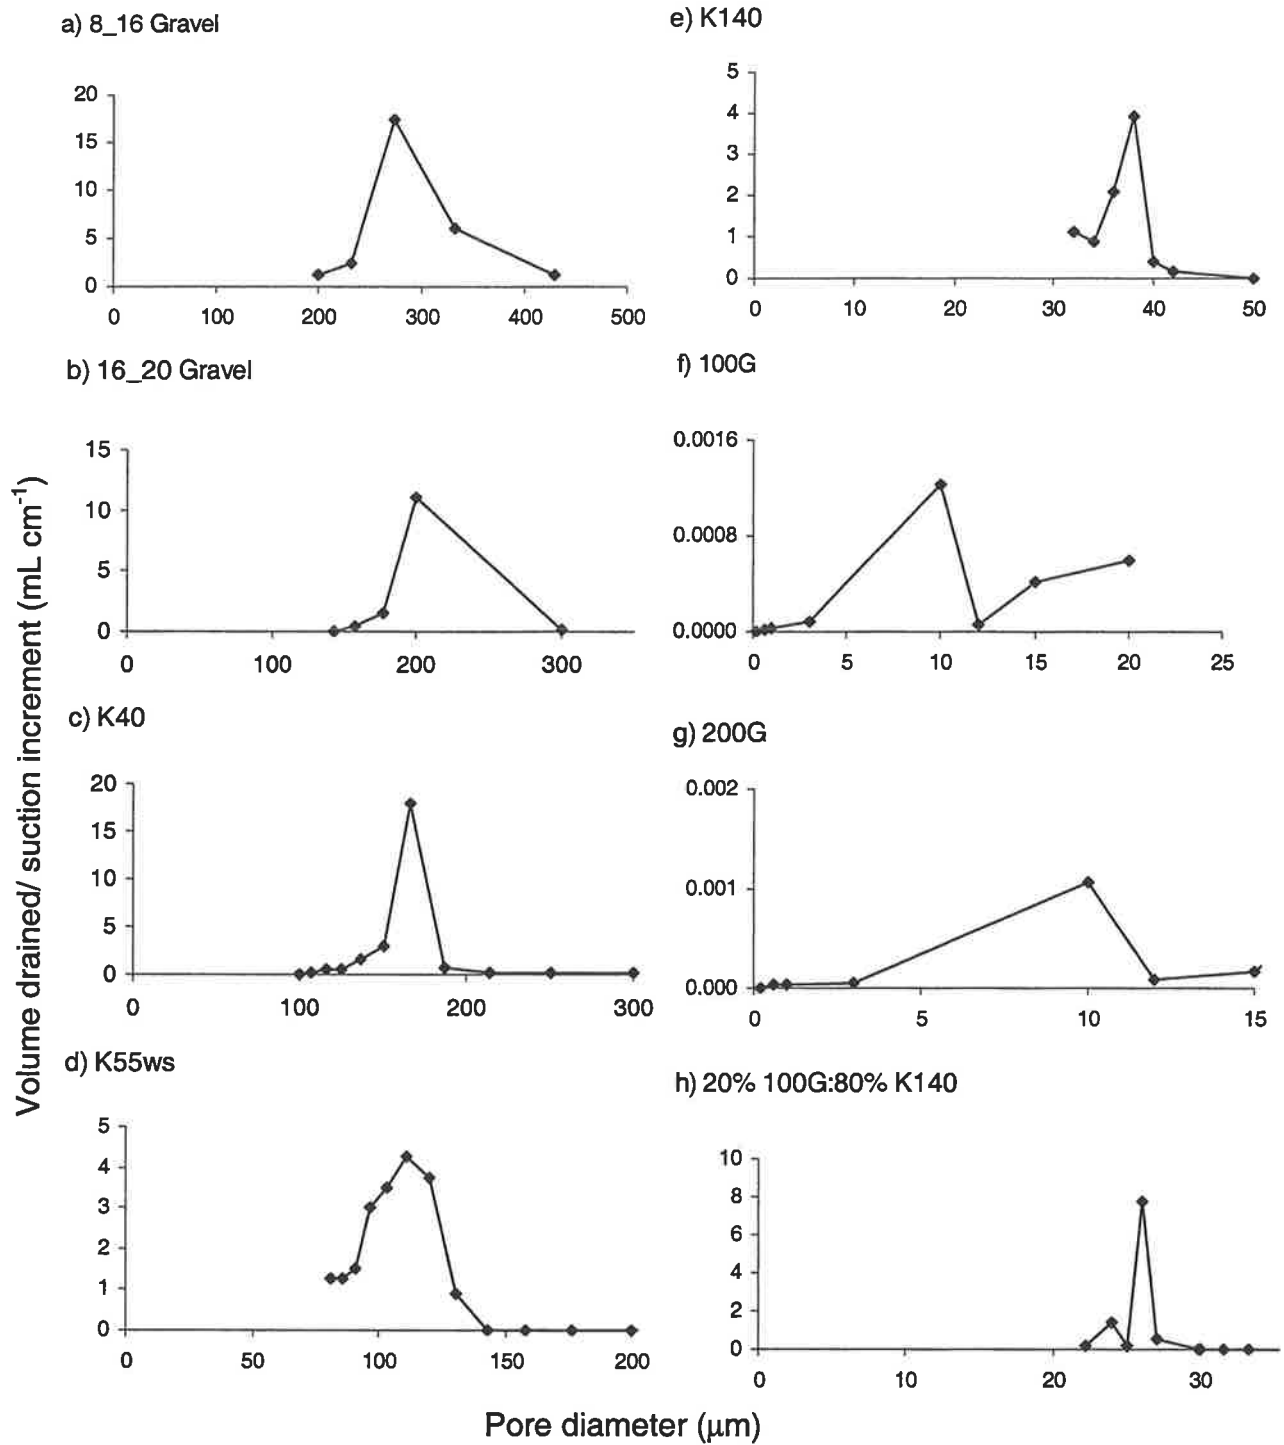 a) 8_16 Gravel
20
15
10
5
0
0 100 200 300 400 500
b) 16_20 Gravel
15
10
5
0
0 100 200 300
c) K40
20
15
10
5
0
0 100 200 300
d) K55ws
5
4
3
2
1
0
0 50 100 150 200
e) K140
5
4
3
2
1
0
0 10 20 30 40 50
f) 100G
0.0016
0.0008
0.0000
0 5 10 15 20 25
g) 200G
0.002
0.001
0.000
0 5 10 15
h) 20% 100G:80% K140
10
8
6
4
2
0
0 10 20 30
Volume drained/ suction increment (mL cm⁻¹)
Pore diameter (μm)